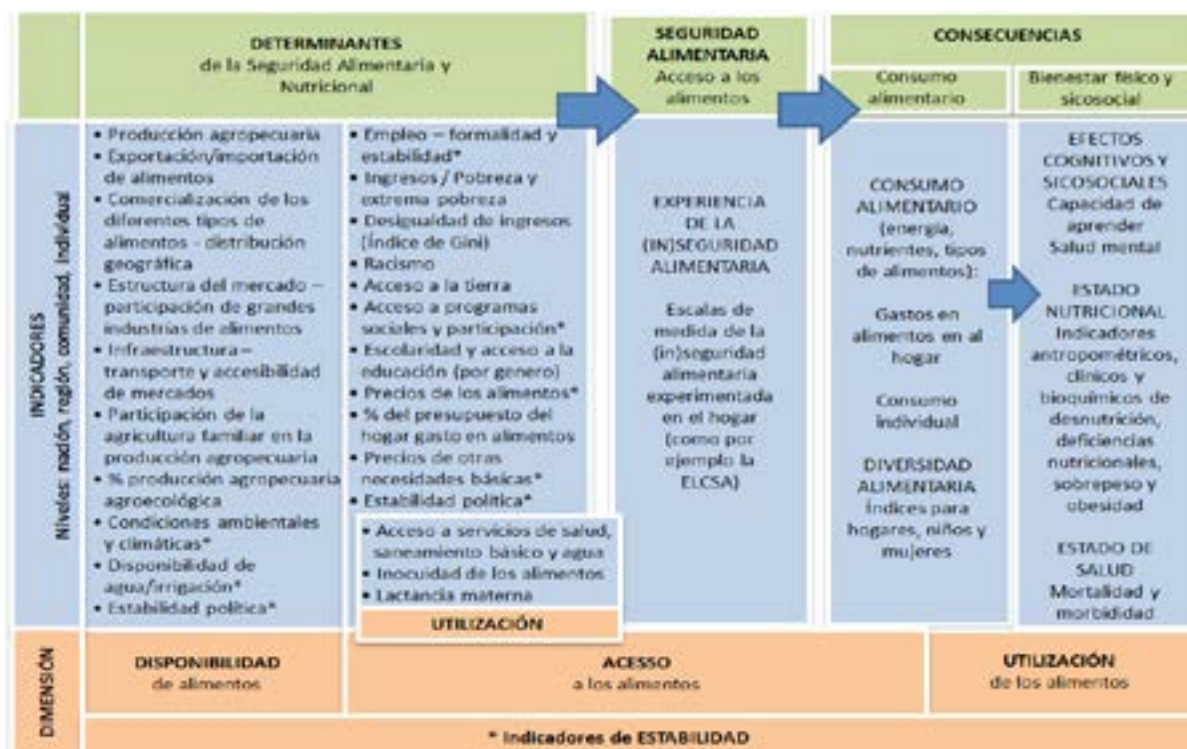 DETERMINANTES
de la Seguridad Alimentaria y
Nutricional
SEGURIDAD
ALIMENTARIA
Acceso a los
alimentos
CONSECUENCIAS
Consumo
alimentario
Bienestar físico y
sicosocial
INDICADORES
Niveles: nación, región, comunidad, individual
• Producción agropecuaria
• Exportación/importación
de alimentos
• Comercialización de los
diferentes tipos de
alimentos - distribución
geográfica
• Estructura del mercado –
participación de grandes
industrias de alimentos
• Infraestructura –
transporte y accesibilidad
de mercados
• Participación de la
agricultura familiar en la
producción agropecuaria
• % producción agropecuaria
agroecológica
• Condiciones ambientales
y climáticas*
• Disponibilidad de
agua/irrigación*
• Estabilidad política*
• Empleo – formalidad y
estabilidad*
• Ingresos / Pobreza y
extrema pobreza
• Desigualdad de ingresos
(Índice de Gini)
• Racismo
• Acceso a la tierra
• Acceso a programas
sociales y participación*
• Escolaridad y acceso a la
educación (por genero)
• Precios de los alimentos*
• % del presupuesto del
hogar gasto en alimentos
• Precios de otras
necesidades básicas*
• Estabilidad política*
• Acceso a servicios de salud,
saneamiento básico y agua
• Inocuidad de los alimentos
• Lactancia materna
UTILIZACIÓN
EXPERIENCIA
DE LA
(IN)SEGURIDAD
ALIMENTARIA
Escalas de
medida de la
(in)seguridad
alimentaria
experimentada
en el hogar
(como por
ejemplo la
ELCSA)
CONSUMO
ALIMENTARIO
(energía,
nutrientes, tipos
de alimentos):
Gastos en
alimentos en al
hogar
Consumo
individual
DIVERSIDAD
ALIMENTARIA
Índices para
hogares, niños y
mujeres
EFECTOS
COGNITIVOS Y
SICOSOCIALES
Capacidad de
aprender
Salud mental
ESTADO
NUTRICIONAL
Indicadores
antropométricos,
clínicos y
bioquímicos de
desnutrición,
deficiencias
nutricionales,
sobrepeso y
obesidad
ESTADO DE
SALUD
Mortalidad y
morbididad
DIMENSIÓN
DISPONIBILIDAD
de alimentos
ACESSO
a los alimentos
UTILIZACIÓN
de los alimentos
* Indicadores de ESTABILIDAD